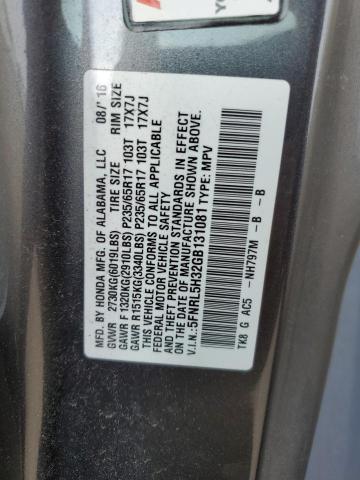 MFD. BY HONDA MFG. OF ALABAMA, LLC 08/'16
GVWR 2730KG(6019LBS) TIRE SIZE RIM SIZE
GAWR F 1320KG(2910LBS) P235/65R17 103T 17X7J
GAWR R1515KG(3340LBS) P235/65R17 103T 17X7J
THIS VEHICLE CONFORMS TO ALL APPLICABLE
FEDERAL MOTOR VEHICLE SAFETY
AND THEFT PREVENTION STANDARDS IN EFFECT
ON THE DATE OF MANUFACTURE SHOWN ABOVE.
V.I.N.:5FNRL5H32GB131081 TYPE: MPV
TK8 G AC5 -NH797M -B -B